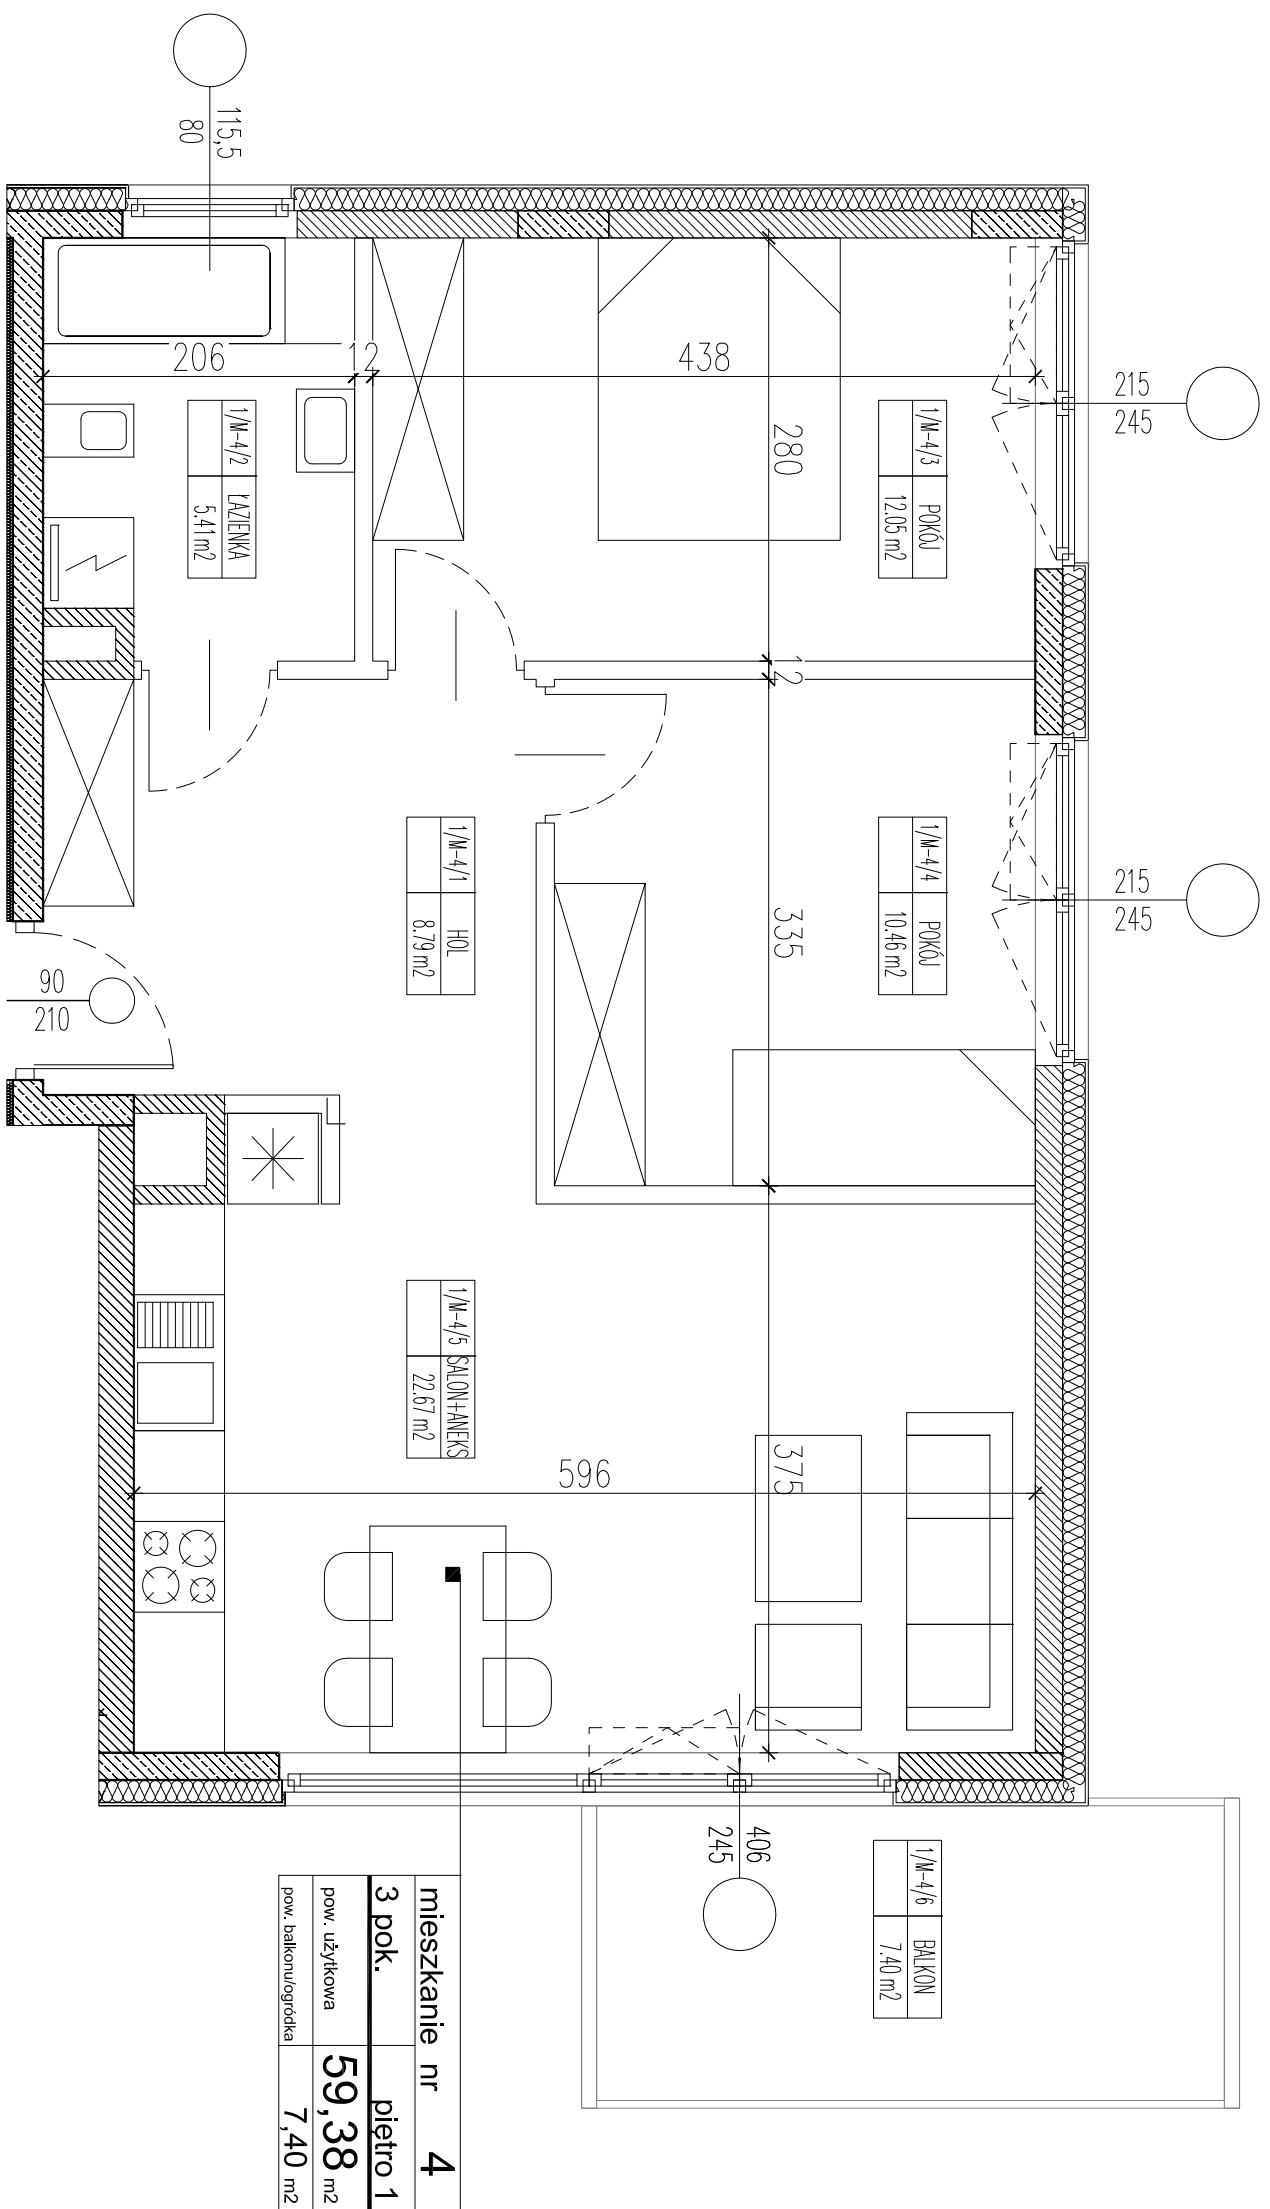 115,5
80
206
12
438
280
215
245
1/M-4/2 ŁAZIENKA
5.41 m2
1/M-4/3 POKÓJ
12.05 m2
12
1/M-4/1 HOL
8.79 m2
1/M-4/4 POKÓJ
10.46 m2
335
215
245
90
210
1/M-4/5 SALON+ANEKS
22.67 m2
375
596
406
245
1/M-4/6 BALKON
7.40 m2
mieszkanie nr 4
3 pok. piętro 1
pow. użytkowa 59,38 m2
pow. balkonu/ogródka 7,40 m2